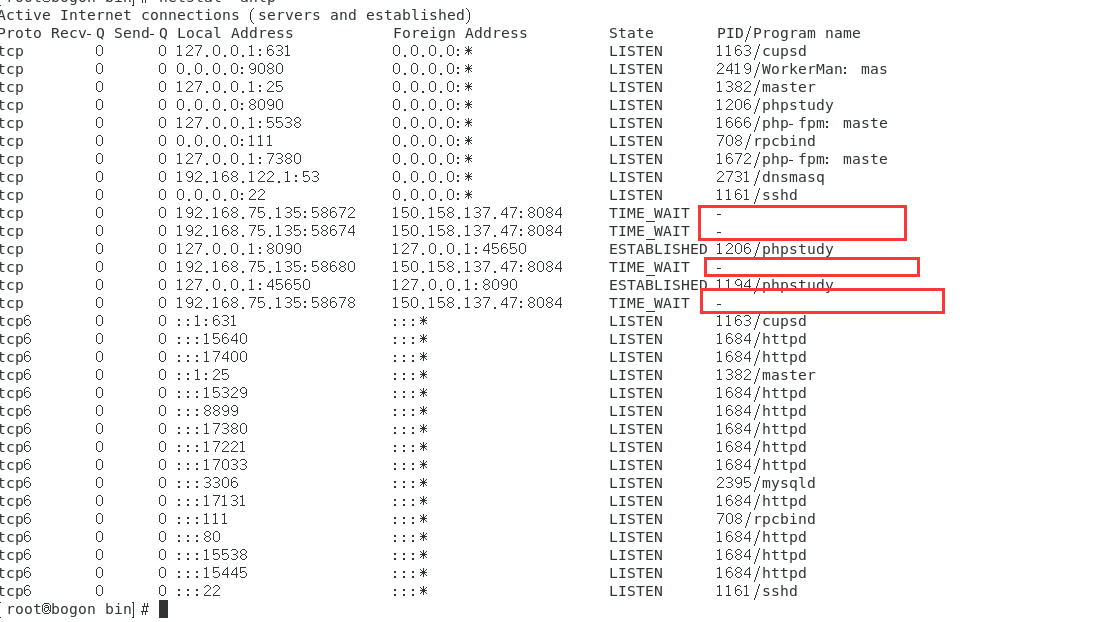 Active Internet connections (servers and established)
Proto Recv-Q Send-Q Local Address           Foreign Address         State       PID/Program name
tcp        0      0 127.0.0.1:631           0.0.0.0:*               LISTEN      1163/cupsd
tcp        0      0 0.0.0.0:9080            0.0.0.0:*               LISTEN      2419/WorkerMan: mas
tcp        0      0 127.0.0.1:25            0.0.0.0:*               LISTEN      1382/master
tcp        0      0 0.0.0.0:8090            0.0.0.0:*               LISTEN      1206/phpstudy
tcp        0      0 127.0.0.1:5538          0.0.0.0:*               LISTEN      1666/php-fpm: maste
tcp        0      0 0.0.0.0:111             0.0.0.0:*               LISTEN      708/rpcbind
tcp        0      0 127.0.0.1:7380          0.0.0.0:*               LISTEN      1672/php-fpm: maste
tcp        0      0 192.168.122.1:53        0.0.0.0:*               LISTEN      2731/dnsmasq
tcp        0      0 0.0.0.0:22              0.0.0.0:*               LISTEN      1161/sshd
tcp        0      0 192.168.75.135:58672    150.158.137.47:8084     TIME_WAIT   -
tcp        0      0 192.168.75.135:58674    150.158.137.47:8084     TIME_WAIT   -
tcp        0      0 127.0.0.1:8090          127.0.0.1:45650         ESTABLISHED 1206/phpstudy
tcp        0      0 192.168.75.135:58680    150.158.137.47:8084     TIME_WAIT   -
tcp        0      0 127.0.0.1:45650         127.0.0.1:8090          ESTABLISHED 1194/phpstudy
tcp        0      0 192.168.75.135:58678    150.158.137.47:8084     TIME_WAIT   -
tcp6       0      0 ::1:631                 :::*                    LISTEN      1163/cupsd
tcp6       0      0 :::15640                :::*                    LISTEN      1684/httpd
tcp6       0      0 :::17400                :::*                    LISTEN      1684/httpd
tcp6       0      0 ::1:25                  :::*                    LISTEN      1382/master
tcp6       0      0 :::15329                :::*                    LISTEN      1684/httpd
tcp6       0      0 :::8899                 :::*                    LISTEN      1684/httpd
tcp6       0      0 :::17380                :::*                    LISTEN      1684/httpd
tcp6       0      0 :::17221                :::*                    LISTEN      1684/httpd
tcp6       0      0 :::17033                :::*                    LISTEN      1684/httpd
tcp6       0      0 :::3306                 :::*                    LISTEN      2395/mysqld
tcp6       0      0 :::17131                :::*                    LISTEN      1684/httpd
tcp6       0      0 :::111                  :::*                    LISTEN      708/rpcbind
tcp6       0      0 :::80                   :::*                    LISTEN      1684/httpd
tcp6       0      0 :::15538                :::*                    LISTEN      1684/httpd
tcp6       0      0 :::15445                :::*                    LISTEN      1684/httpd
tcp6       0      0 :::22                   :::*                    LISTEN      1161/sshd
[root@bogon bin]#